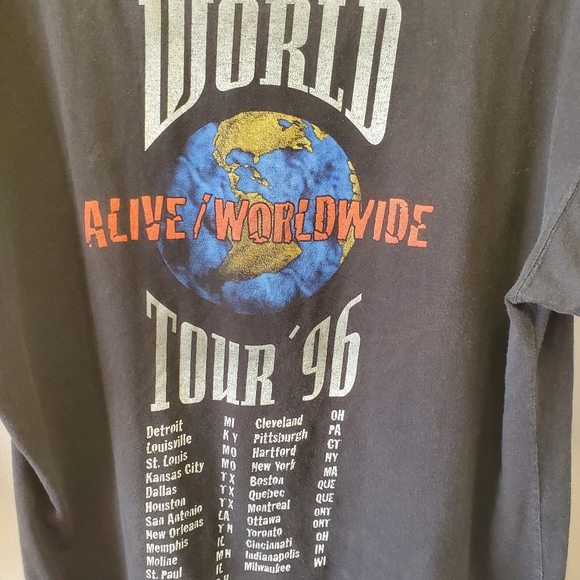 WORLD
ALIVE/WORLDWIDE
TOUR '96
Detroit MI
Louisville KY
St. Louis MO
Kansas City MO
Dallas TX
Houston TX
San Antonio TX
New Orleans LA
Memphis TN
Moline IL
St. Paul MN
IL
Cleveland OH
Pittsburgh PA
Hartford CT
New York NY
Boston MA
Quebec QUE
Montreal QUE
Ottawa ONT
Toronto ONT
Cincinnati OH
Indianapolis IN
Milwaukee WI